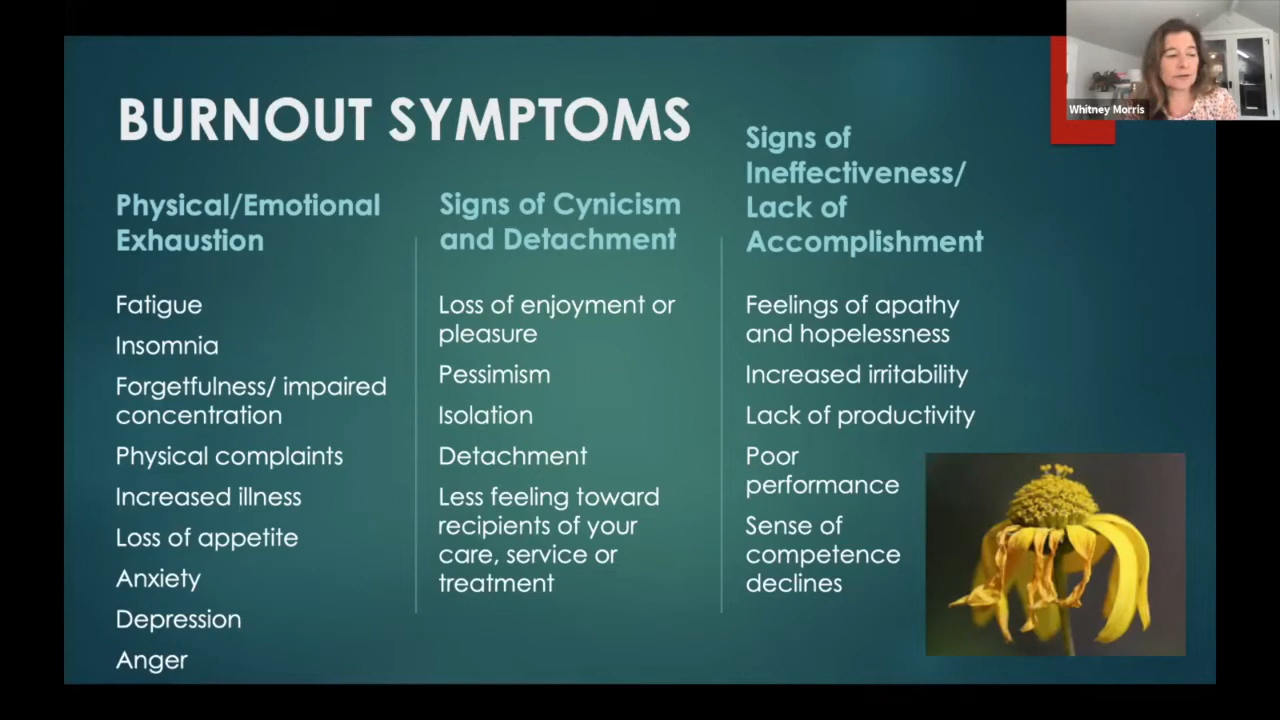 BURNOUT SYMPTOMS
Physical/Emotional
Exhaustion
Fatigue
Insomnia
Forgetfulness/ impaired
concentration
Physical complaints
Increased illness
Loss of appetite
Anxiety
Depression
Anger
Signs of Cynicism
and Detachment
Loss of enjoyment or
pleasure
Pessimism
Isolation
Detachment
Less feeling toward
recipients of your
care, service or
treatment
Signs of
Ineffectiveness/
Lack of
Accomplishment
Feelings of apathy
and hopelessness
Increased irritability
Lack of productivity
Poor
performance
Sense of
competence
declines
Whitney Morris